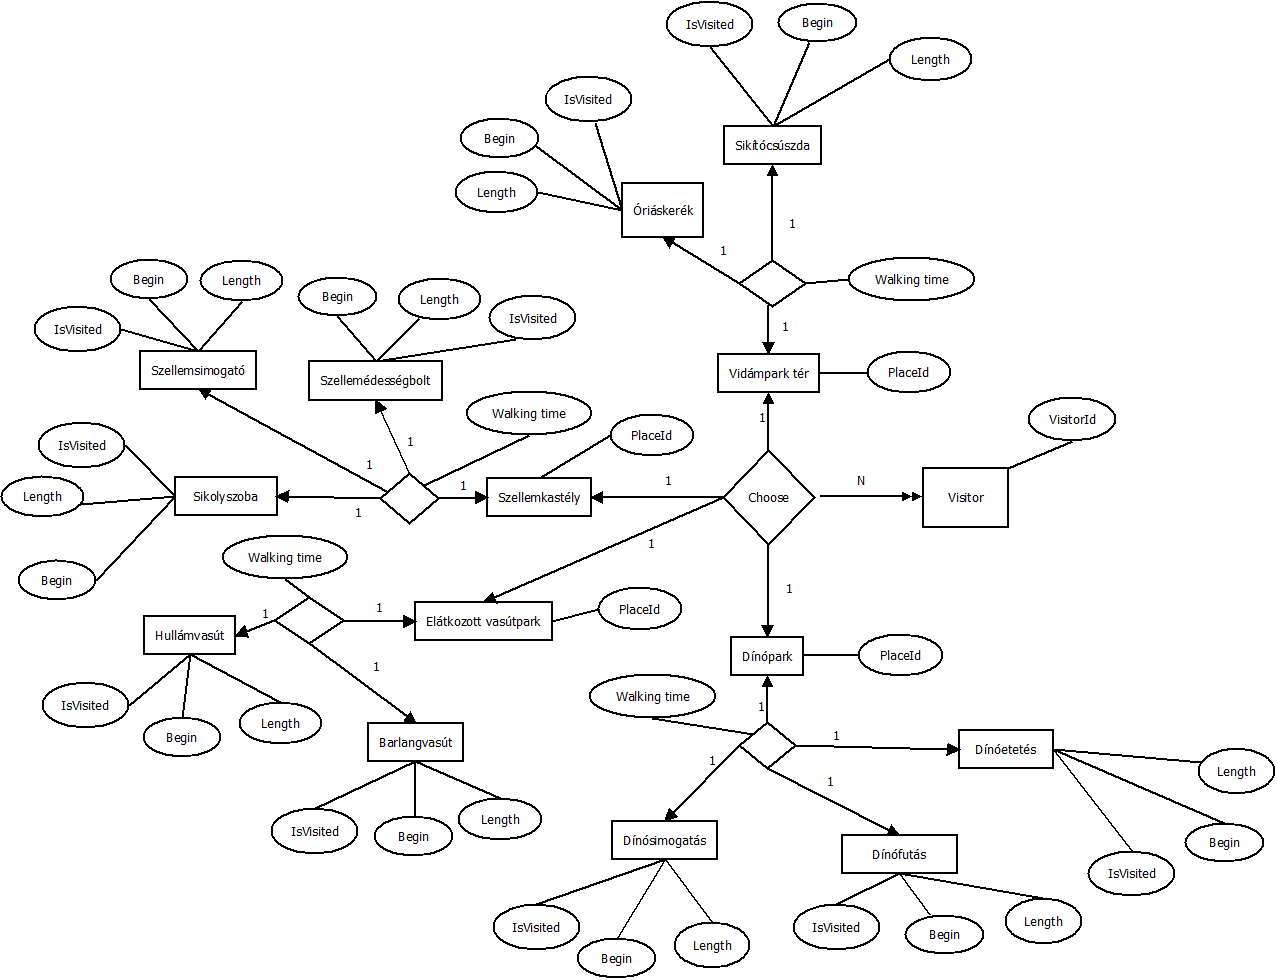 IsVisited
Begin
Length
Sikítócsúszda
IsVisited
Begin
Length
Óriáskerék
1
1
Walking time
1
Vidámpark tér
PlaceId
1
Begin
Length
IsVisited
Szellemsimogató
Begin
Length
IsVisited
Szellemédességbolt
Walking time
PlaceId
VisitorId
1
1
IsVisited
Length
Begin
Sikolyszoba
1
1
Szellemkastély
1
Choose
N
Visitor
1
Walking time
1
1
Elátkozott vasútpark
PlaceId
1
Hullámvasút
1
IsVisited
Begin
Length
Barlangvasút
IsVisited
Begin
Length
Dínópark
PlaceId
Walking time
1
1
Dínóetetés
Length
Begin
IsVisited
1
1
Dínósimogatás
Dínófutás
IsVisited
Begin
Length
IsVisited
Begin
Length